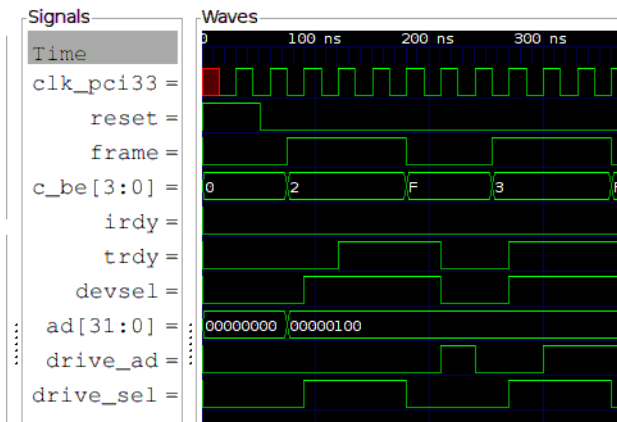 Signals
Waves
Time
0 100 ns 200 ns 300 ns
clk_pci33 =
reset =
frame =
c_be[3:0] = 0 2 F 3
irdy =
trdy =
devsel =
ad[31:0] = 00000000 00000100
drive_ad =
drive_sel =